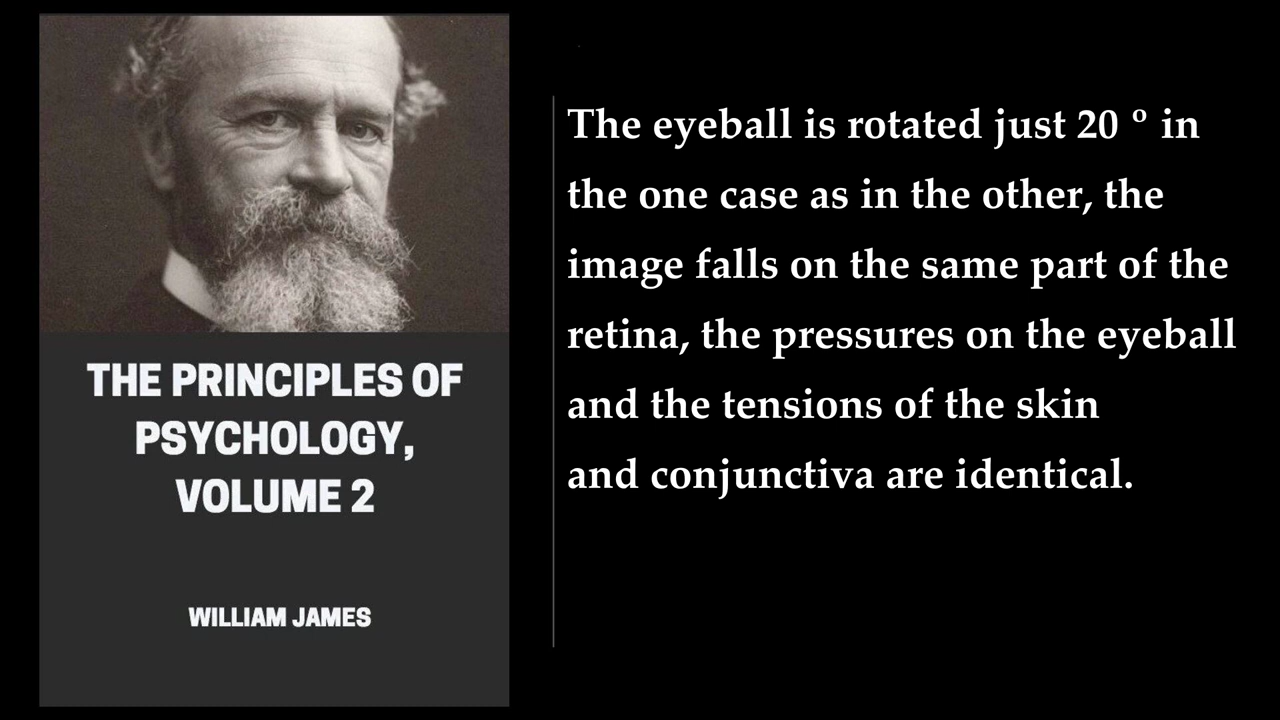 THE PRINCIPLES OF
PSYCHOLOGY,
VOLUME 2
WILLIAM JAMES
The eyeball is rotated just 20 º in
the one case as in the other, the
image falls on the same part of the
retina, the pressures on the eyeball
and the tensions of the skin
and conjunctiva are identical.